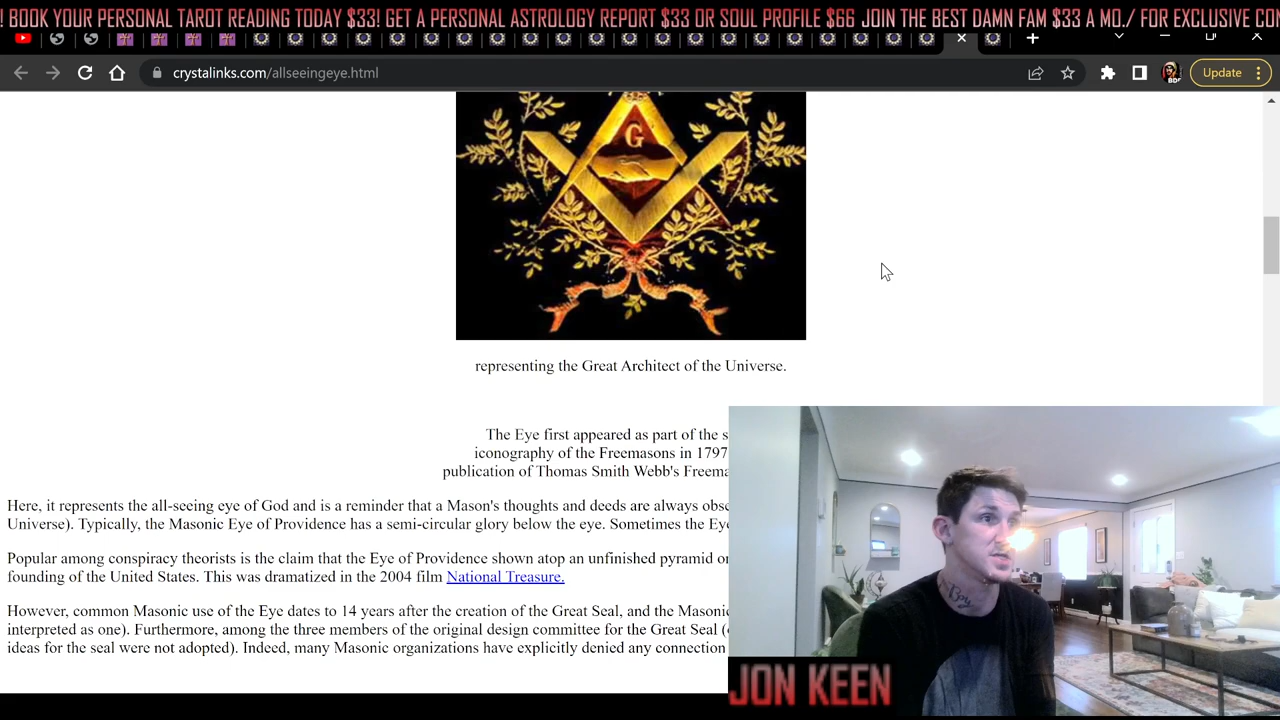 ! BOOK YOUR PERSONAL TAROT READING TODAY $33! GET A PERSONAL ASTROLOGY REPORT $33 OR SOUL PROFILE $66 JOIN THE BEST DAMN FAM $33 A MO./ FOR EXCLUSIVE CO
crystalinks.com/allseeingeye.html
Update
G
representing the Great Architect of the Universe.
The Eye first appeared as part of the s
iconography of the Freemasons in 1797
publication of Thomas Smith Webb's Freema
Here, it represents the all-seeing eye of God and is a reminder that a Mason's thoughts and deeds are always obse
Universe). Typically, the Masonic Eye of Providence has a semi-circular glory below the eye. Sometimes the Eye
Popular among conspiracy theorists is the claim that the Eye of Providence shown atop an unfinished pyramid on
founding of the United States. This was dramatized in the 2004 film National Treasure.
However, common Masonic use of the Eye dates to 14 years after the creation of the Great Seal, and the Masonic
interpreted as one). Furthermore, among the three members of the original design committee for the Great Seal (
ideas for the seal were not adopted). Indeed, many Masonic organizations have explicitly denied any connection
JON KEEN